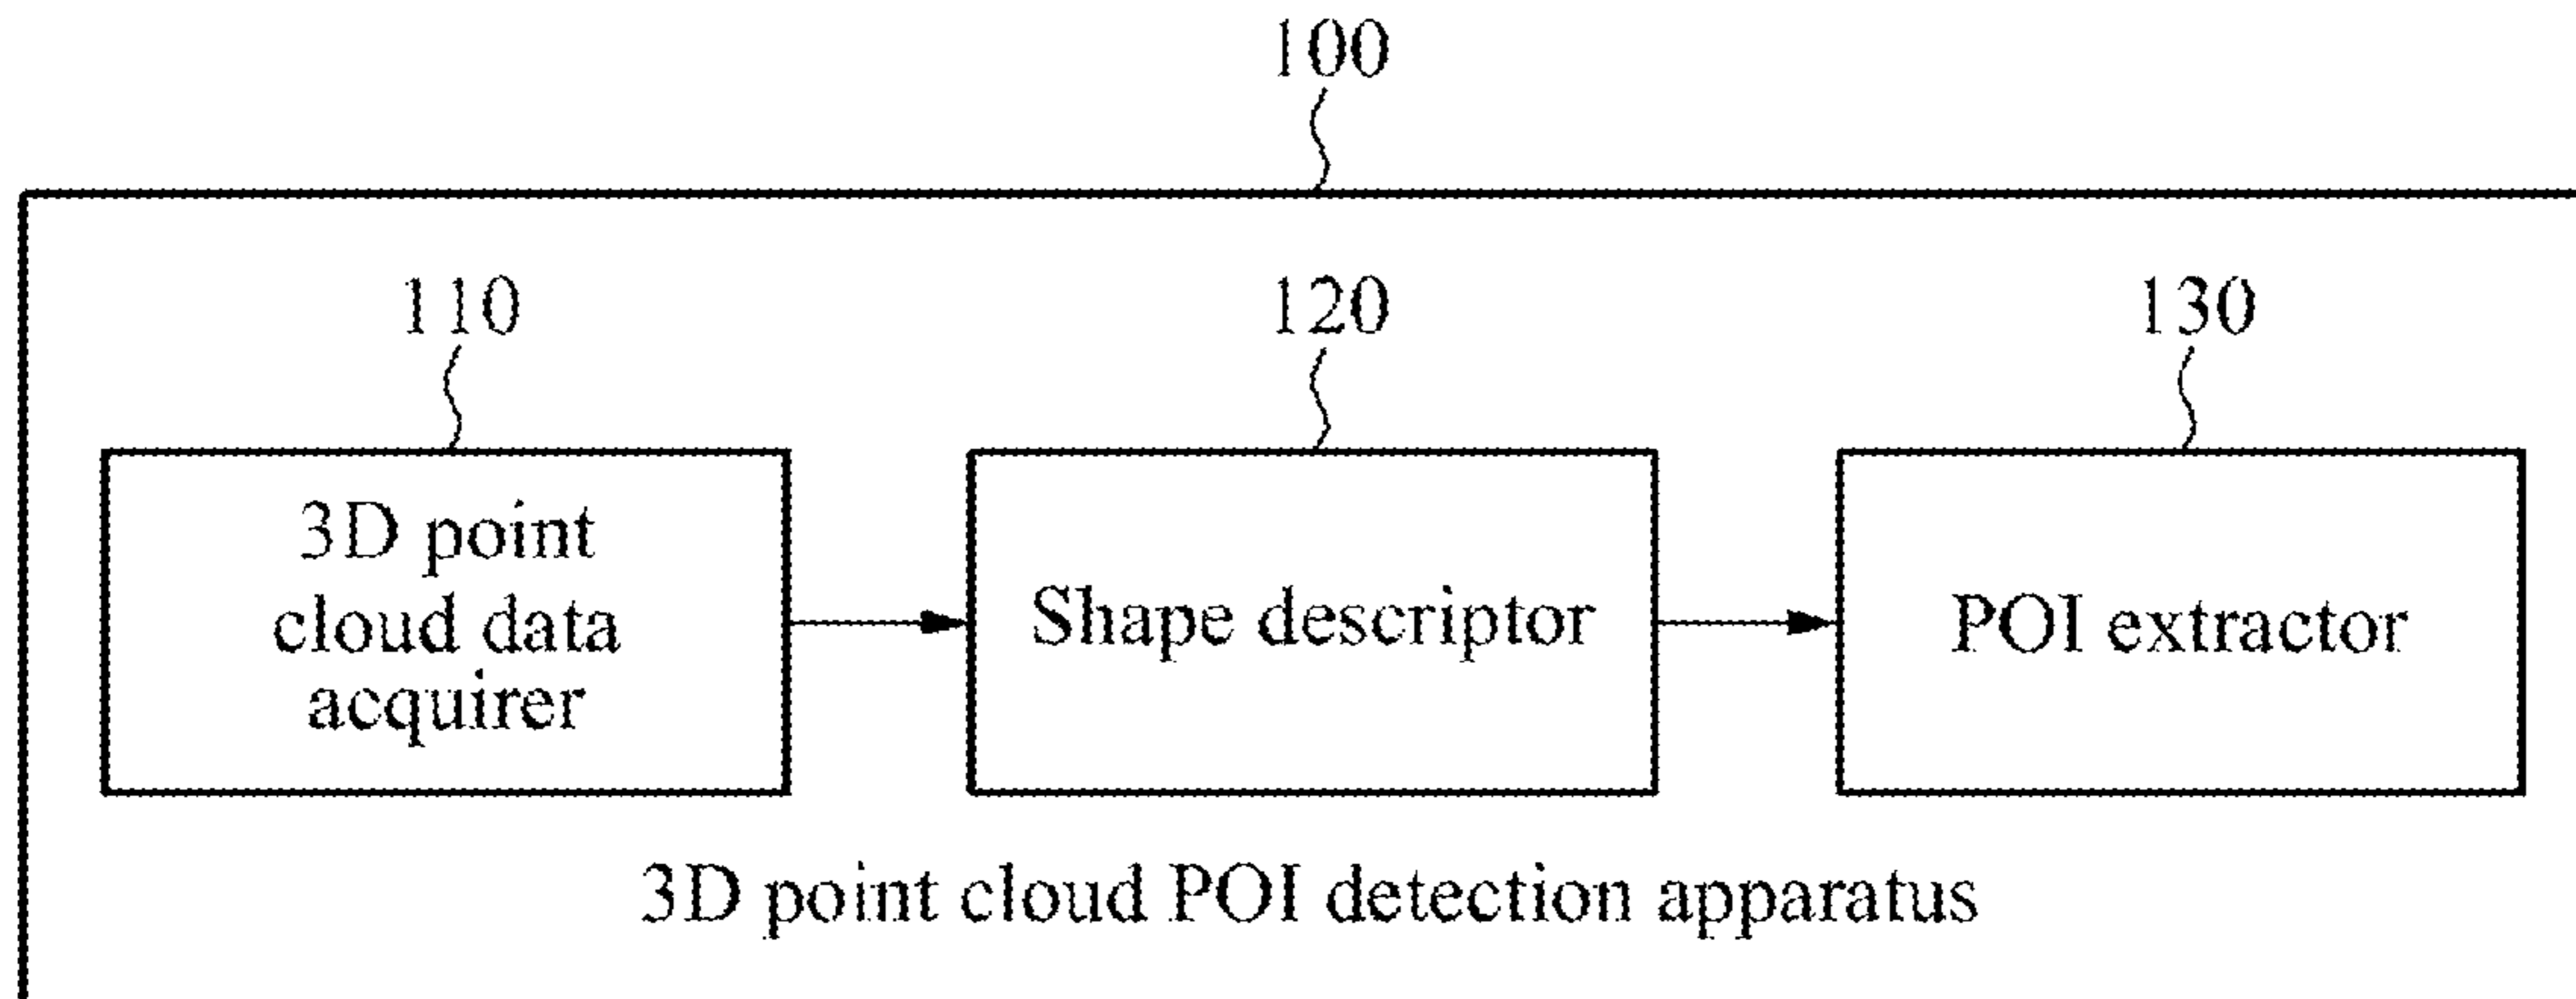 100
110
120
130
3D point
cloud data
acquirer
Shape descriptor
POI extractor
3D point cloud POI detection apparatus